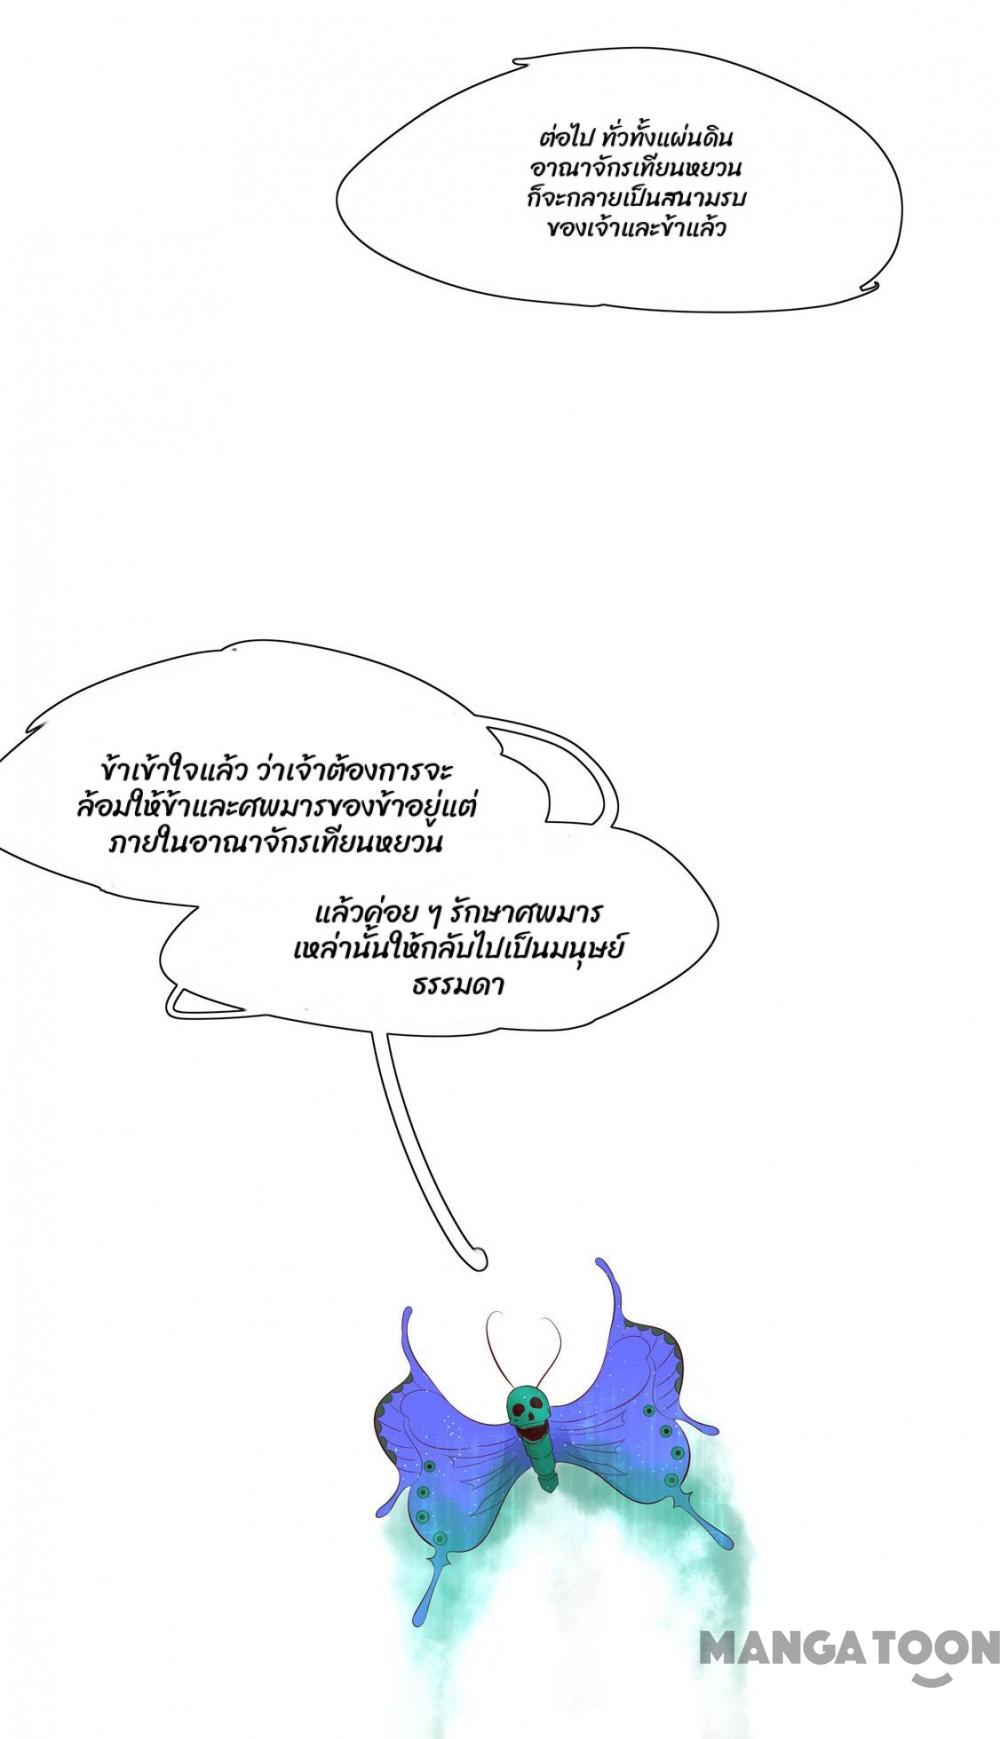 ต่อไป ทั่วทั้งแผ่นดิน
อาณาจักรเทียนหยวน
ก็จะกลายเป็นสนามรบ
ของเจ้าและข้าแล้ว
ข้าเข้าใจแล้ว ว่าเจ้าต้องการจะ
ล้อมให้ข้าและศพมารของข้าอยู่แต่
ภายในอาณาจักรเทียนหยวน
แล้วค่อย ๆ รักษาศพมาร
เหล่านั้นให้กลับไปเป็นมนุษย์
ธรรมดา
MANGATOON